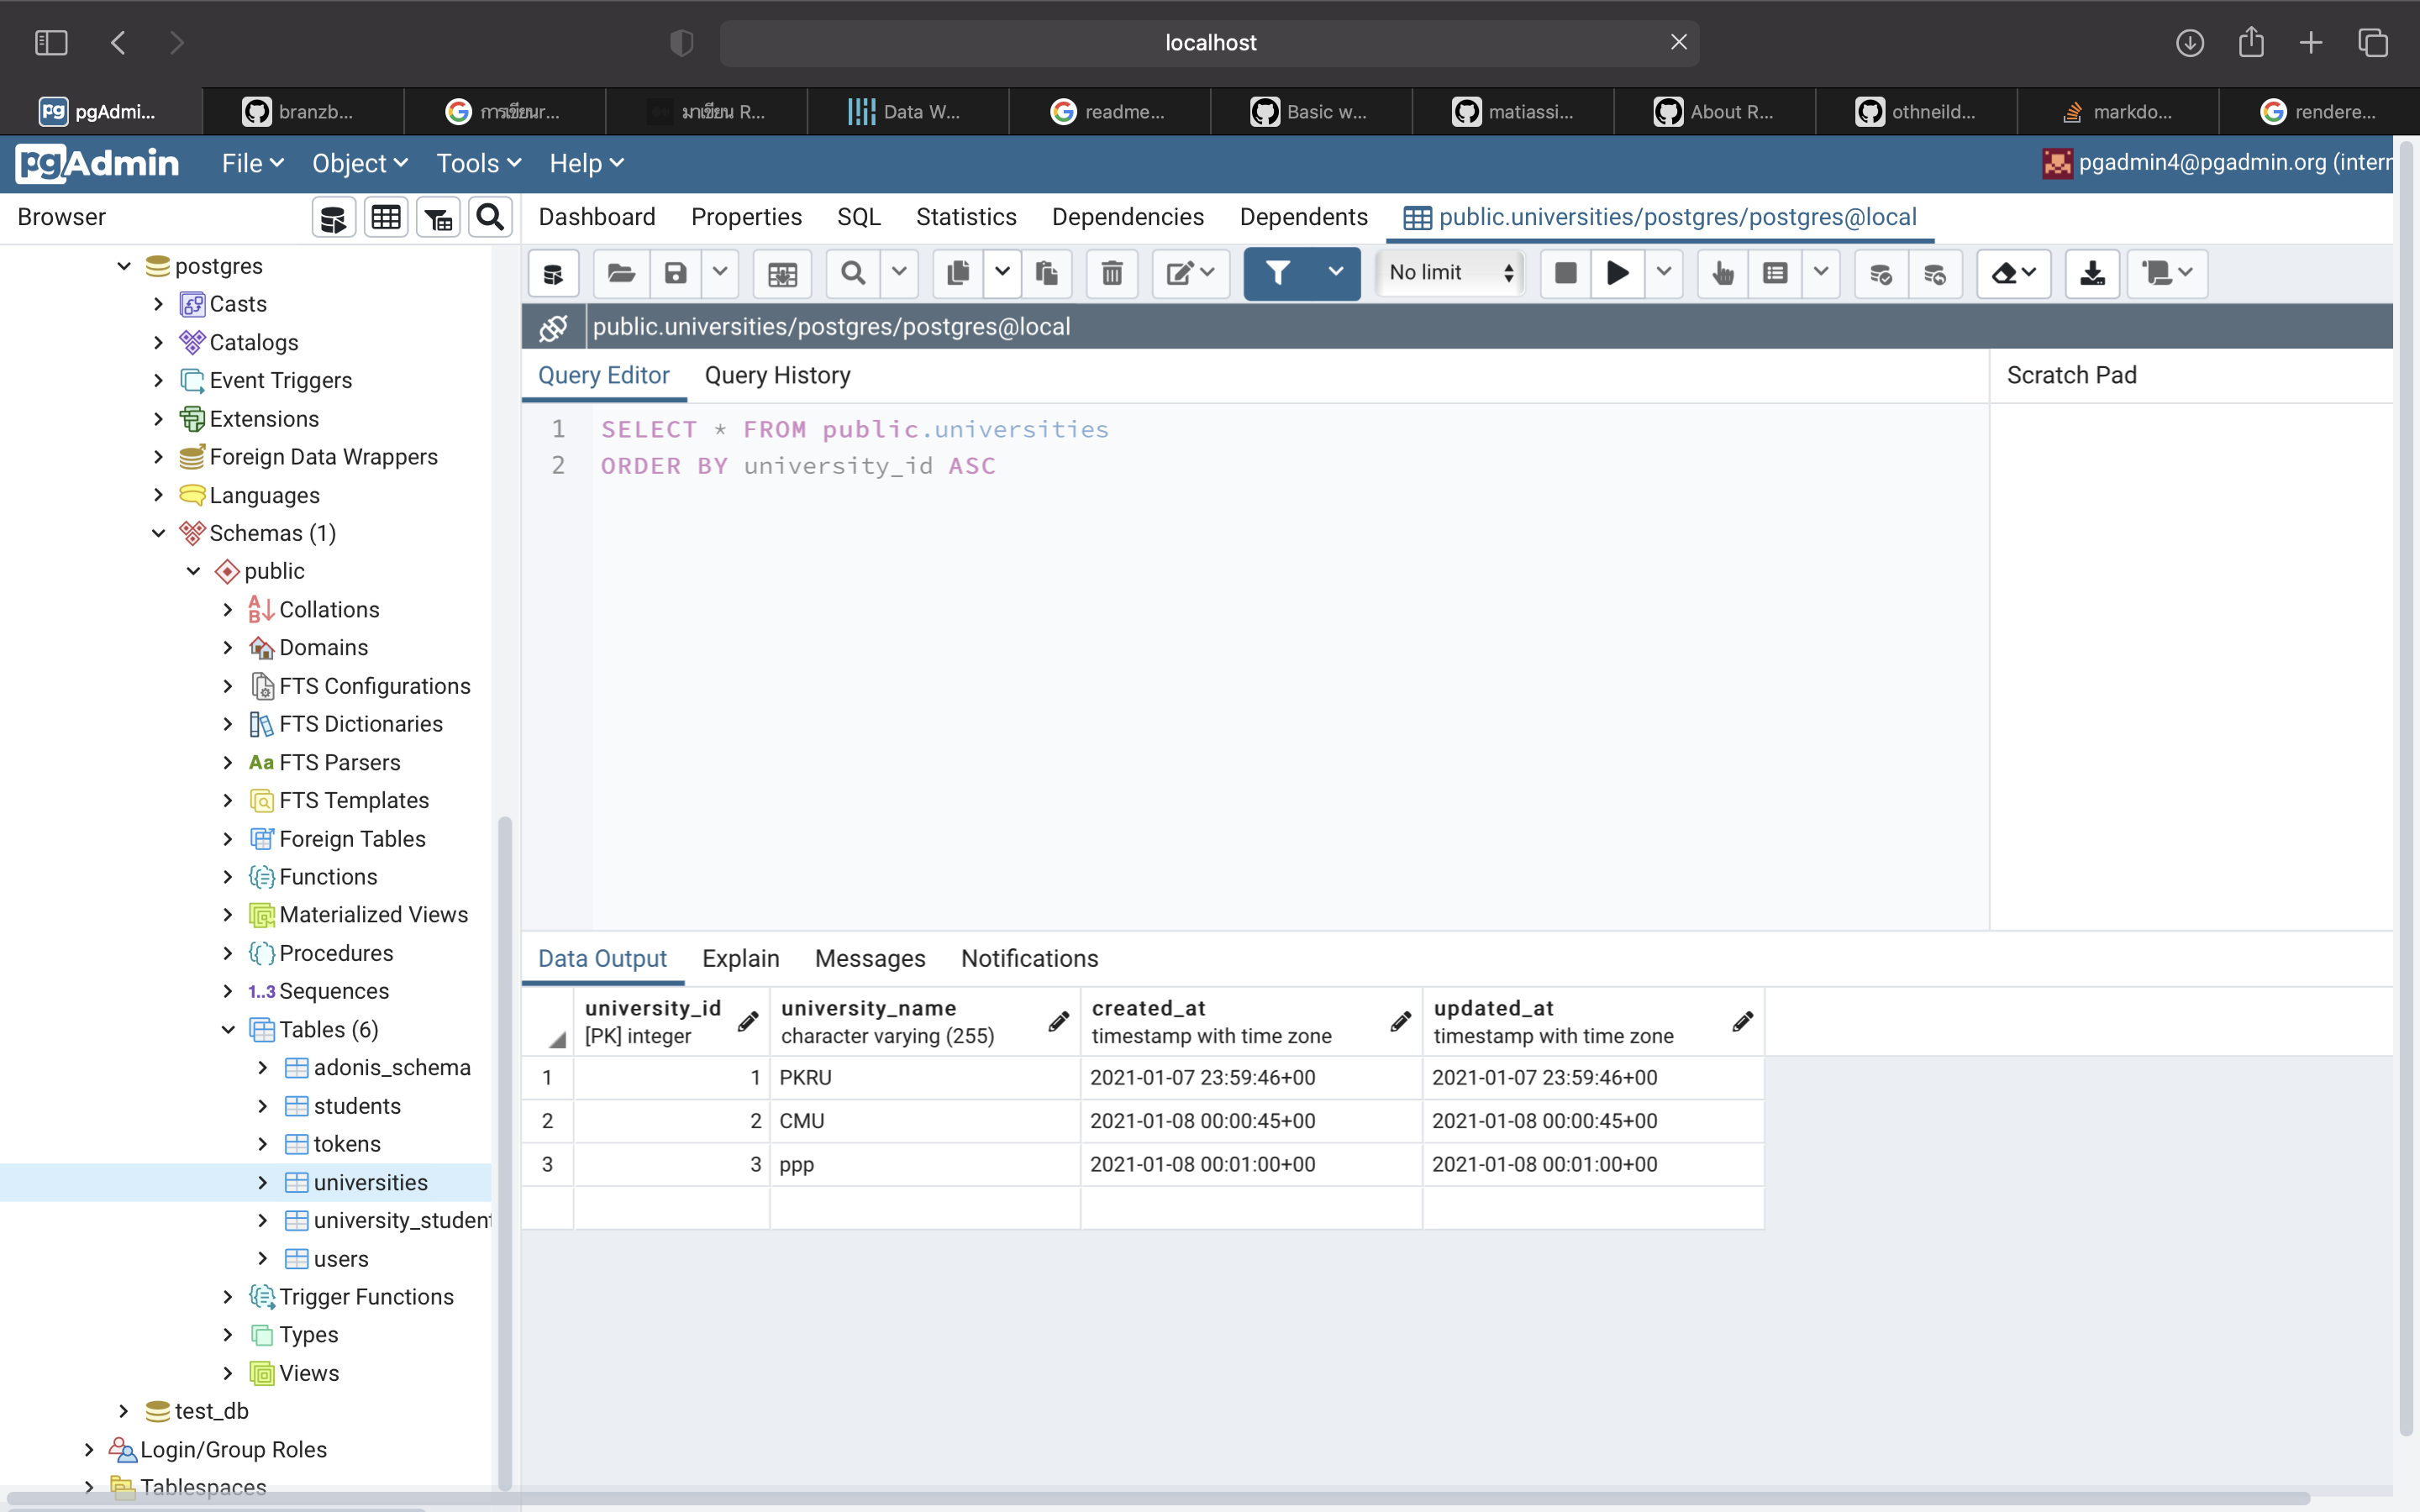 localhost
pgAdmi...
branzb...
การเขียนr...
มาเขียน R...
Data W...
readme...
Basic w...
matiassi...
About R...
othneild...
markdo...
rendere...
pgAdmin
File
Object
Tools
Help
pgadmin4@pgadmin.org (inter
Browser
Dashboard
Properties
SQL
Statistics
Dependencies
Dependents
public.universities/postgres/postgres@local
No limit
public.universities/postgres/postgres@local
Query Editor
Query History
Scratch Pad
1 SELECT * FROM public.universities
2 ORDER BY university_id ASC
postgres
Casts
Catalogs
Event Triggers
Extensions
Foreign Data Wrappers
Languages
Schemas (1)
public
Collations
Domains
FTS Configurations
FTS Dictionaries
Aa FTS Parsers
FTS Templates
Foreign Tables
Functions
Materialized Views
Procedures
1..3 Sequences
Tables (6)
adonis_schema
students
tokens
universities
university_student
users
Trigger Functions
Types
Views
test_db
Login/Group Roles
Tablespaces
Data Output
Explain
Messages
Notifications
university_id
[PK] integer
university_name
character varying (255)
created_at
timestamp with time zone
updated_at
timestamp with time zone
1 1 PKRU 2021-01-07 23:59:46+00 2021-01-07 23:59:46+00
2 2 CMU 2021-01-08 00:00:45+00 2021-01-08 00:00:45+00
3 3 ppp 2021-01-08 00:01:00+00 2021-01-08 00:01:00+00